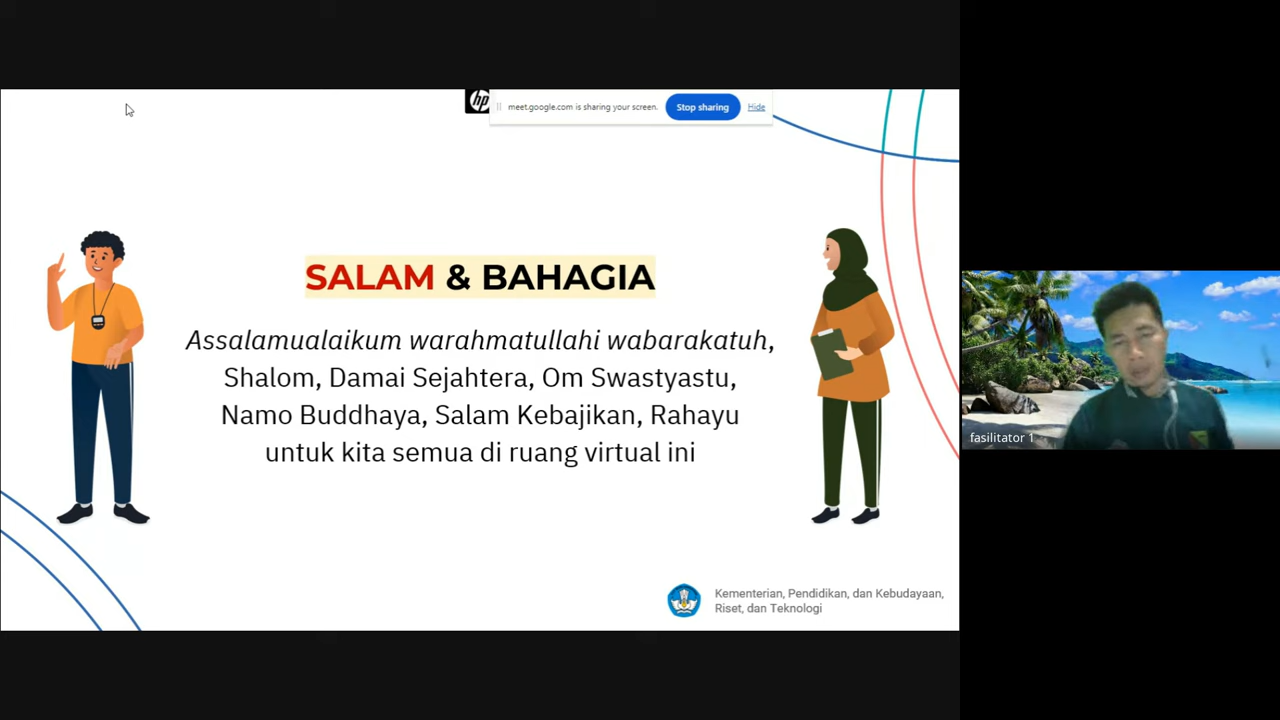 hp
meet.google.com is sharing your screen.
Stop sharing
Hide
SALAM & BAHAGIA
Assalamualaikum warahmatullahi wabarakatuh,
Shalom, Damai Sejahtera, Om Swastyastu,
Namo Buddhaya, Salam Kebajikan, Rahayu
untuk kita semua di ruang virtual ini
fasilitator 1
Kementerian, Pendidikan, dan Kebudayaan,
Riset, dan Teknologi